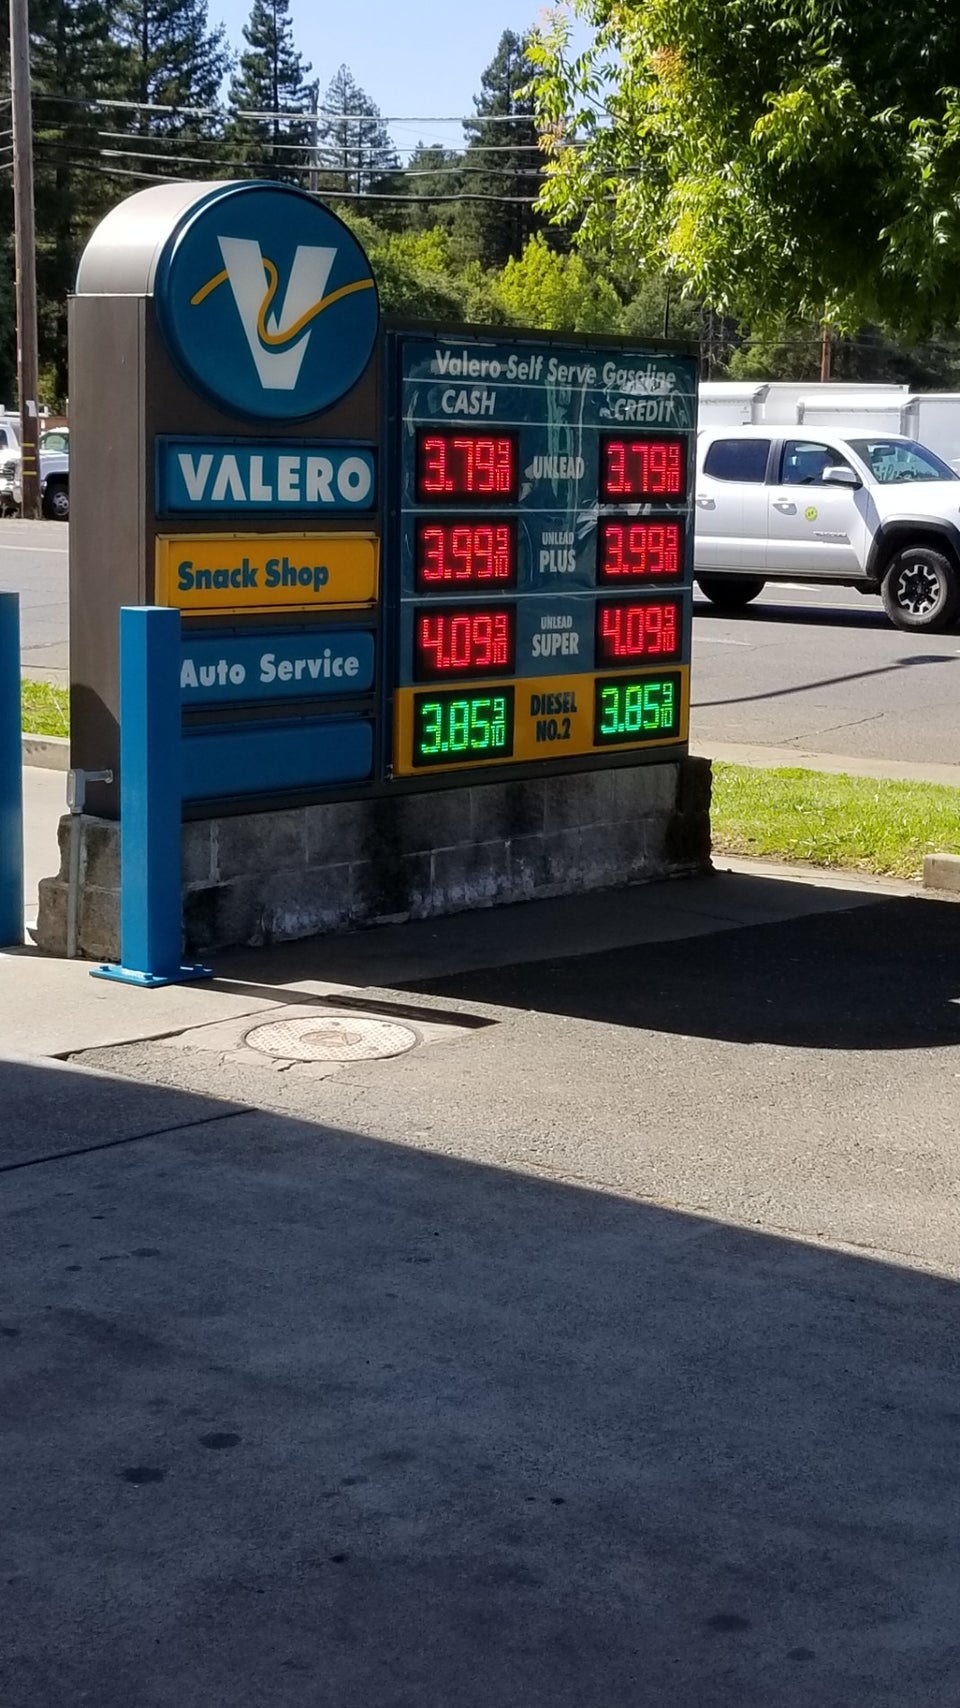 V
VALERO
Snack Shop
Auto Service
Valero Self Serve Gasoline
CASH CREDIT
3.79 9/10 UNLEAD 3.79 9/10
3.99 9/10 UNLEAD PLUS 3.99 9/10
4.09 9/10 UNLEAD SUPER 4.09 9/10
3.85 9/10 DIESEL NO.2 3.85 9/10